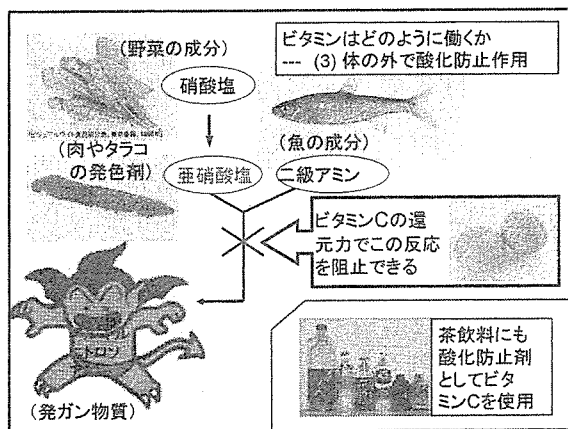 (野菜の成分)
硝酸塩
ビタミンはどのように働くか
--- (3) 体の外で酸化防止作用
(肉やタラコ
の発色剤)
亜硝酸塩
(魚の成分)
二級アミン
ビタミンCの還
元力でこの反応
を阻止できる
トロソ
(発ガン物質)
茶飲料にも
酸化防止剤
としてビタ
ミンCを使用